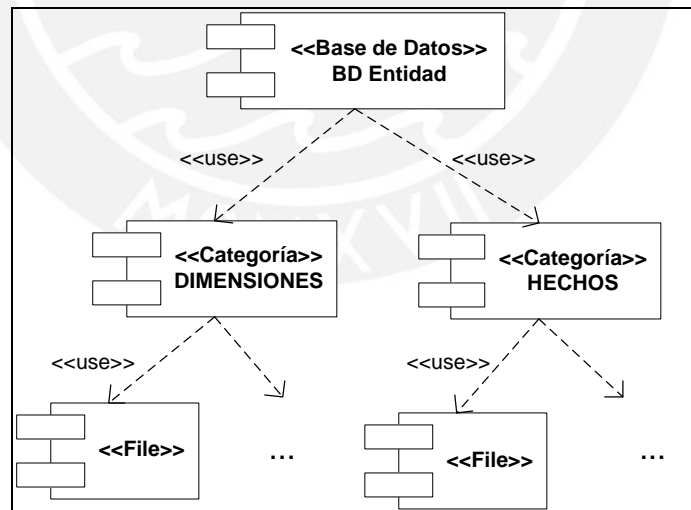 <<Base de Datos>>
BD Entidad
<<use>>
<<use>>
<<Categoría>>
DIMENSIONES
<<Categoría>>
HECHOS
<<use>>
<<use>>
<<File>>
...
<<File>>
...